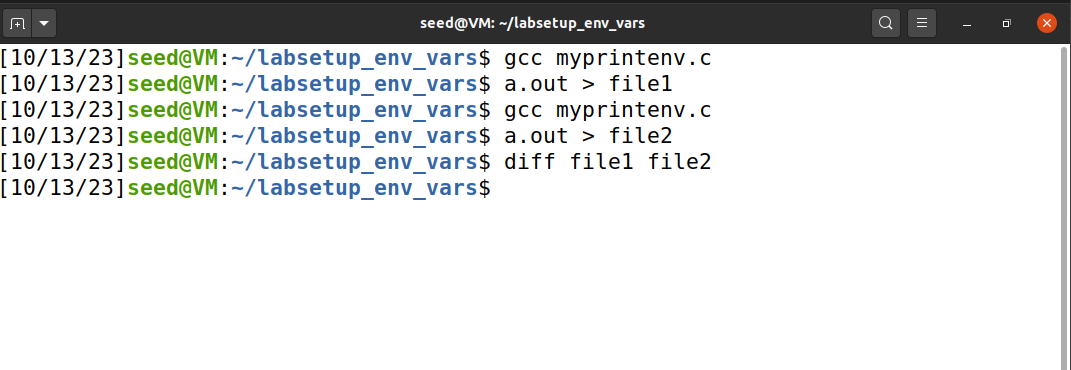 seed@VM: ~/labsetup_env_vars
[10/13/23]seed@VM:~/labsetup_env_vars$ gcc myprintenv.c
[10/13/23]seed@VM:~/labsetup_env_vars$ a.out > file1
[10/13/23]seed@VM:~/labsetup_env_vars$ gcc myprintenv.c
[10/13/23]seed@VM:~/labsetup_env_vars$ a.out > file2
[10/13/23]seed@VM:~/labsetup_env_vars$ diff file1 file2
[10/13/23]seed@VM:~/labsetup_env_vars$